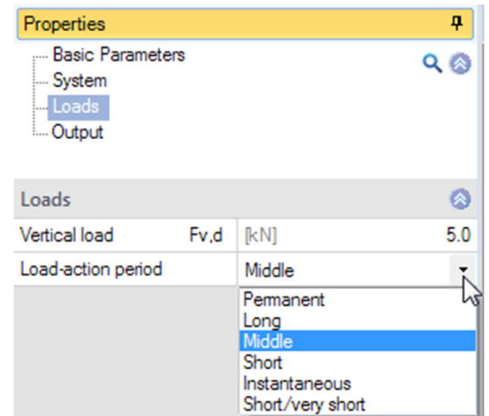 Properties
Basic Parameters
System
Loads
Output
Loads
Vertical load Fv,d [kN] 5.0
Load-action period Middle
Permanent
Long
Middle
Short
Instantaneous
Short/very short